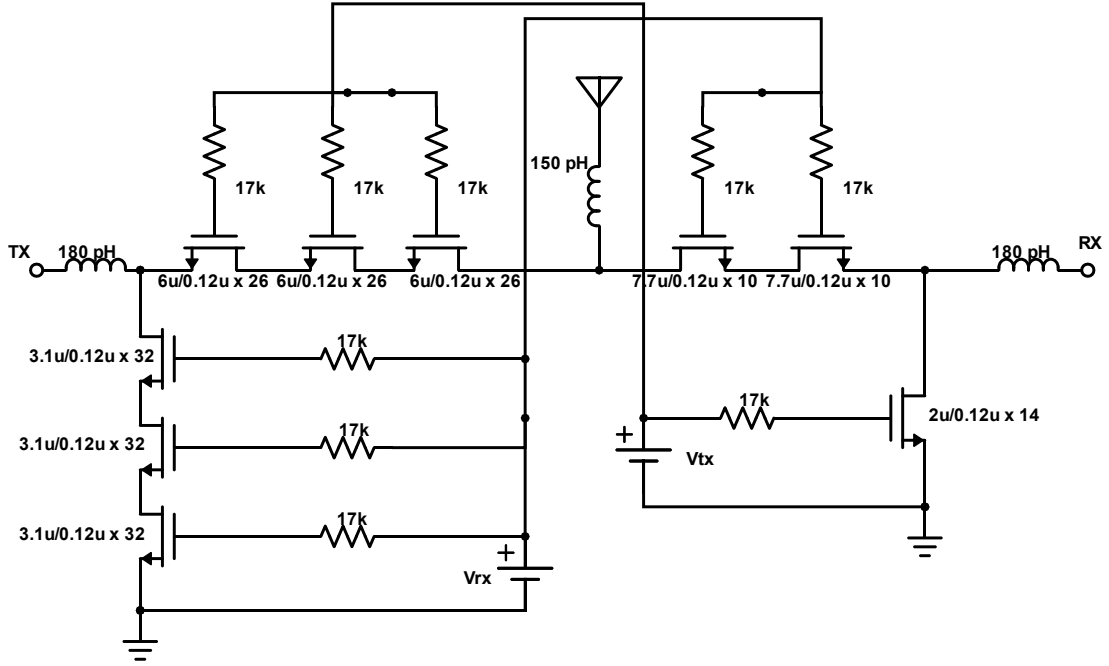 150 pH
17k
17k
17k
17k
17k
TX
180 pH
RX
180 pH
6u/0.12u x 26
6u/0.12u x 26
6u/0.12u x 26
7.7u/0.12u x 10
7.7u/0.12u x 10
17k
3.1u/0.12u x 32
17k
2u/0.12u x 14
17k
3.1u/0.12u x 32
+
Vtx
17k
3.1u/0.12u x 32
+
Vrx